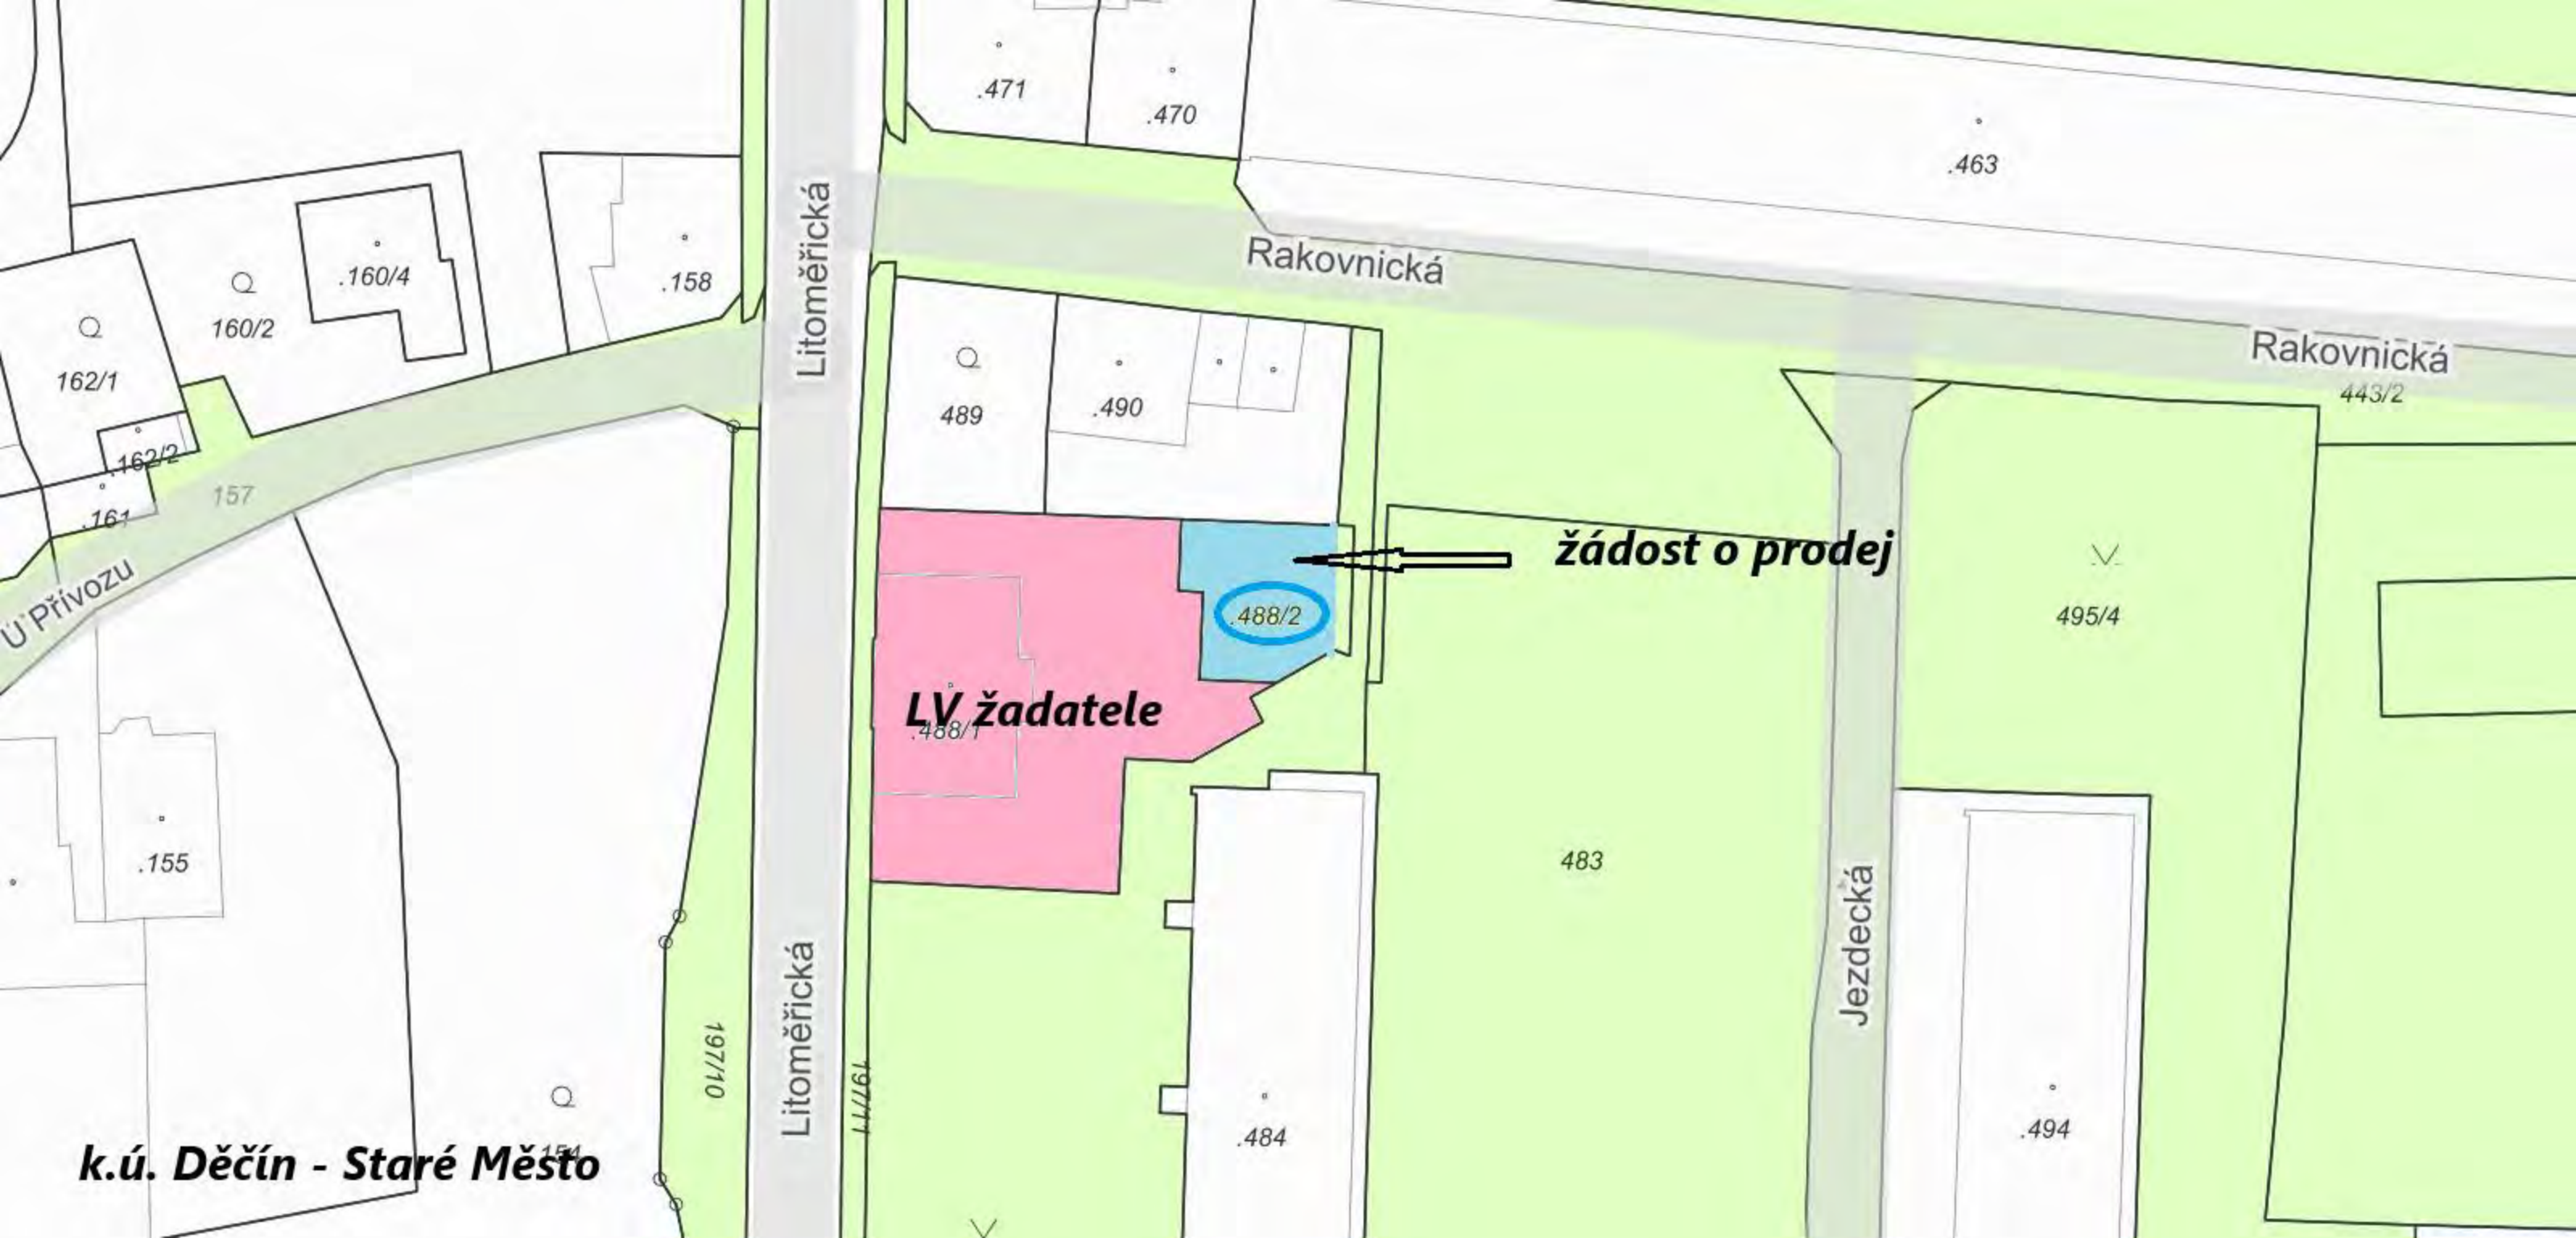 .471
.470
.463
Litoměřická
.160/4
.158
160/2
162/1
Rakovnická
Rakovnická
443/2
489
.490
.162/2
157
.161
U Přívozu
žádost o prodej
.488/2
495/4
LV žadatele
.488/1
.155
483
Jezdecká
197/10
Litoměřická
197/11
.484
.494
154
k.ú. Děčín - Staré Město